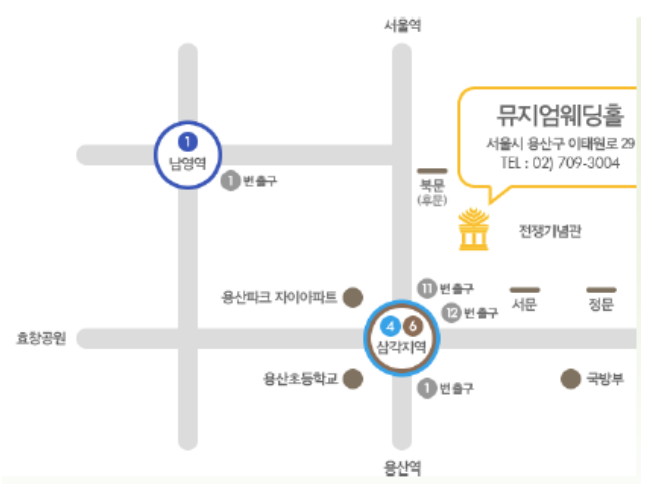 서울역
뮤지엄웨딩홀
서울시 용산구 이태원로 29
TEL : 02) 709-3004
1
남영역
1 번 출구
북문
(후문)
전쟁기념관
용산파크 자이아파트
11 번 출구
12 번 출구
서문
정문
효창공원
4 6
삼각지역
용산초등학교
1 번 출구
국방부
용산역